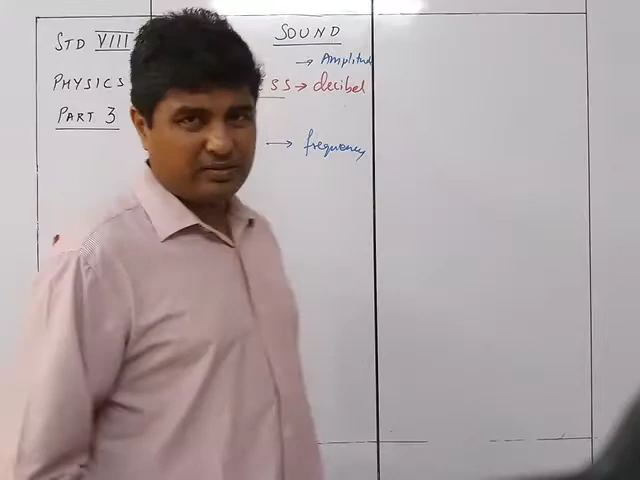 STD VIII SOUND
→ Amplitude
PHYSICS SS → decibel
PART 3
→ frequency